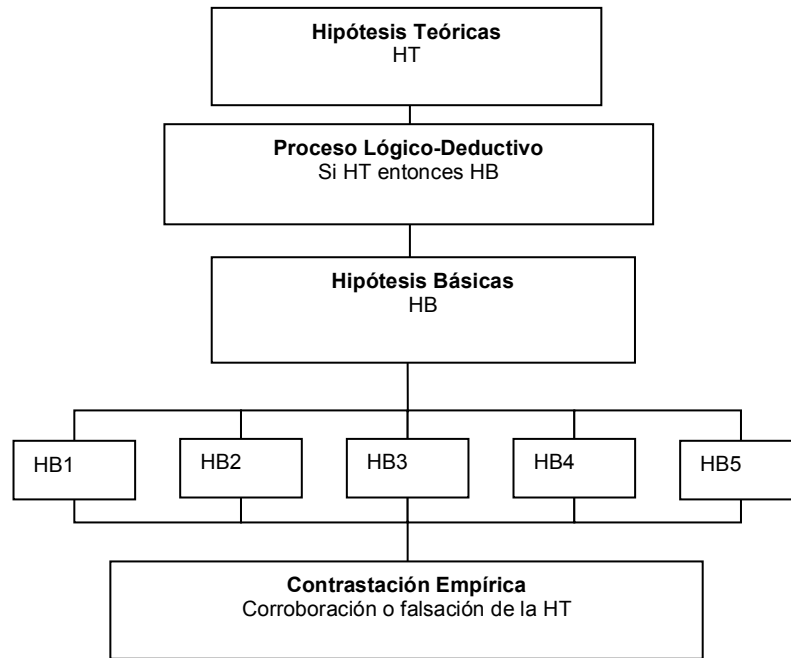 Hipótesis Teóricas
HT
Proceso Lógico-Deductivo
Si HT entonces HB
Hipótesis Básicas
HB
HB1
HB2
HB3
HB4
HB5
Contrastación Empírica
Corroboración o falsación de la HT